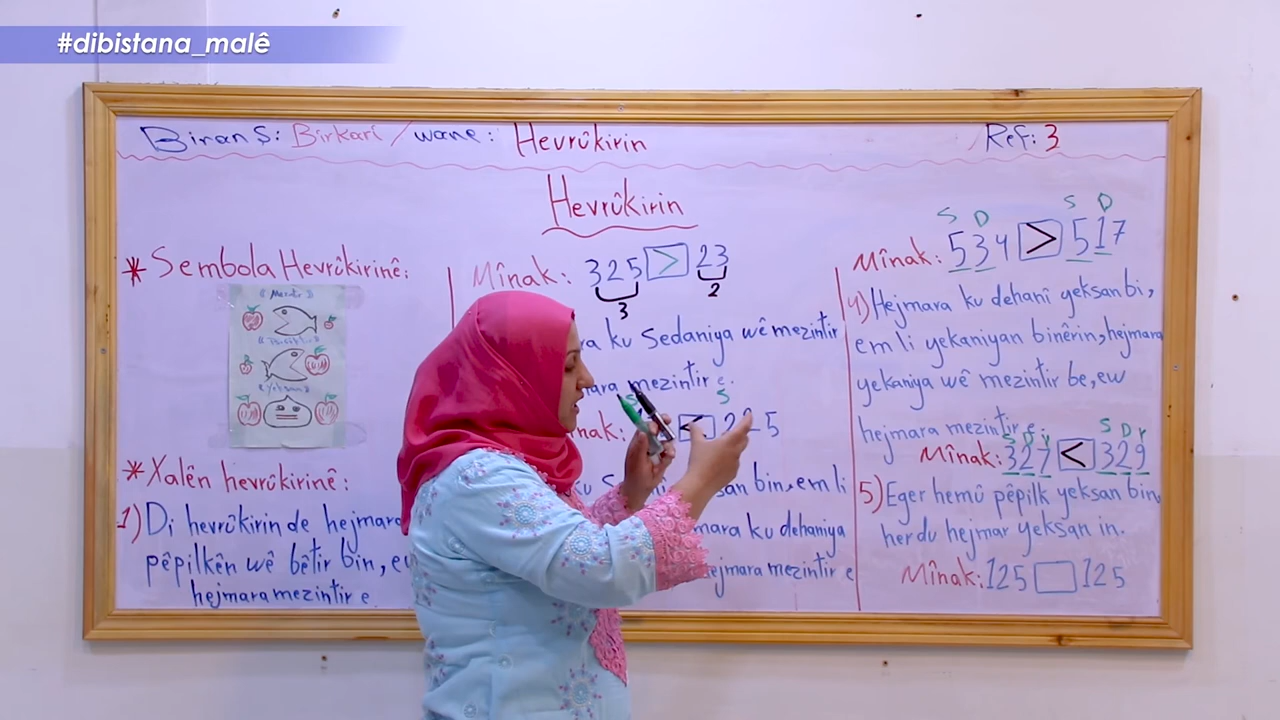 #dibistana_malê
Biranş: Birkarî / wane: Hevrûkirin
Ref: 3
Hevrûkirin
* Sembola Hevrûkirinê:
* Xalên hevrûkirinê:
1) Di hevrûkirin de hejmara
pêpilkên wê bêtir bin,
hejmara mezintir e
Mînak: 325 > 23
3 2
ku Sedaniya wê mezintir
mezintir e.
S
< 225
bin, em li
ku dehaniya
hejmara mezintir e
S D S D
Mînak: 534 > 517
4) Hejmara ku dehanî yeksan bi,
em li yekaniyan binêrin, hejmara
yekaniya wê mezintir be, ew
hejmara mezintir e.
S D Y S D Y
Mînak: 327 < 329
5) Eger hemû pêpilk yeksan bin,
herdu hejmar yeksan in.
Mînak: 125 125